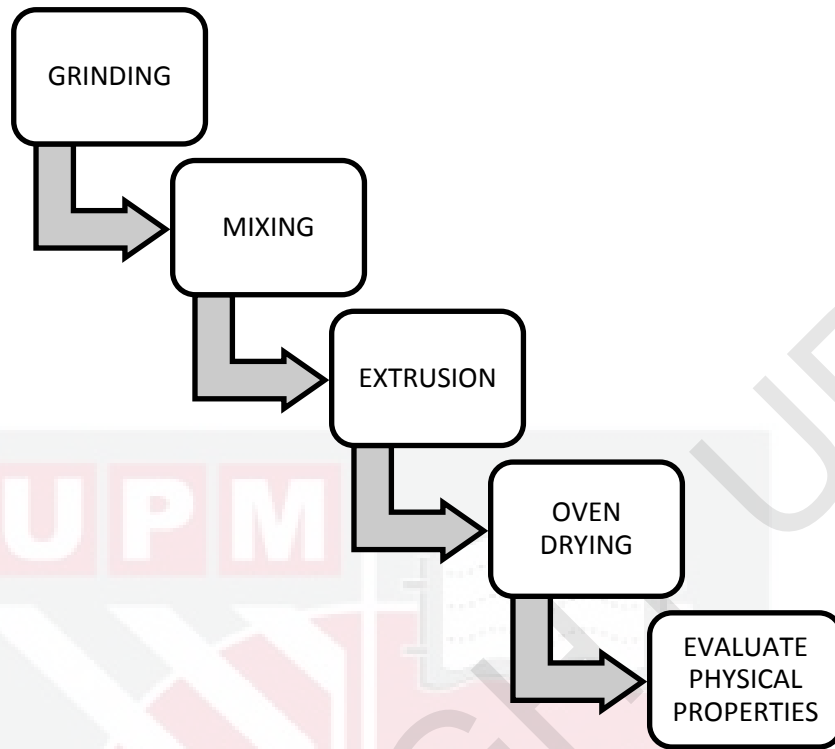 GRINDING
MIXING
EXTRUSION
OVEN
DRYING
EVALUATE
PHYSICAL
PROPERTIES
UPM